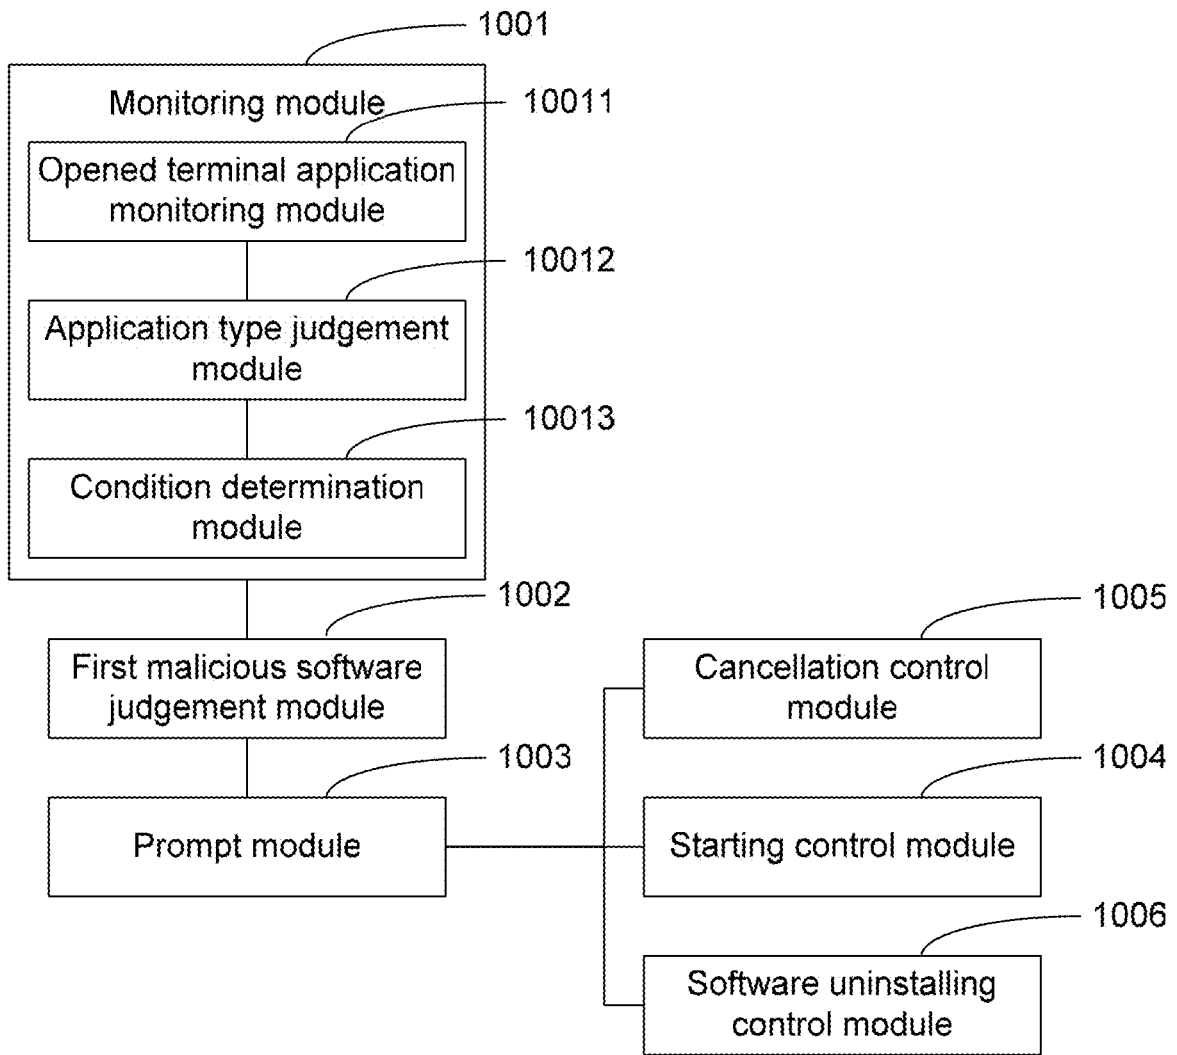 1001
Monitoring module
10011
Opened terminal application
monitoring module
10012
Application type judgement
module
10013
Condition determination
module
1002
First malicious software
judgement module
1003
Prompt module
1005
Cancellation control
module
1004
Starting control module
1006
Software uninstalling
control module